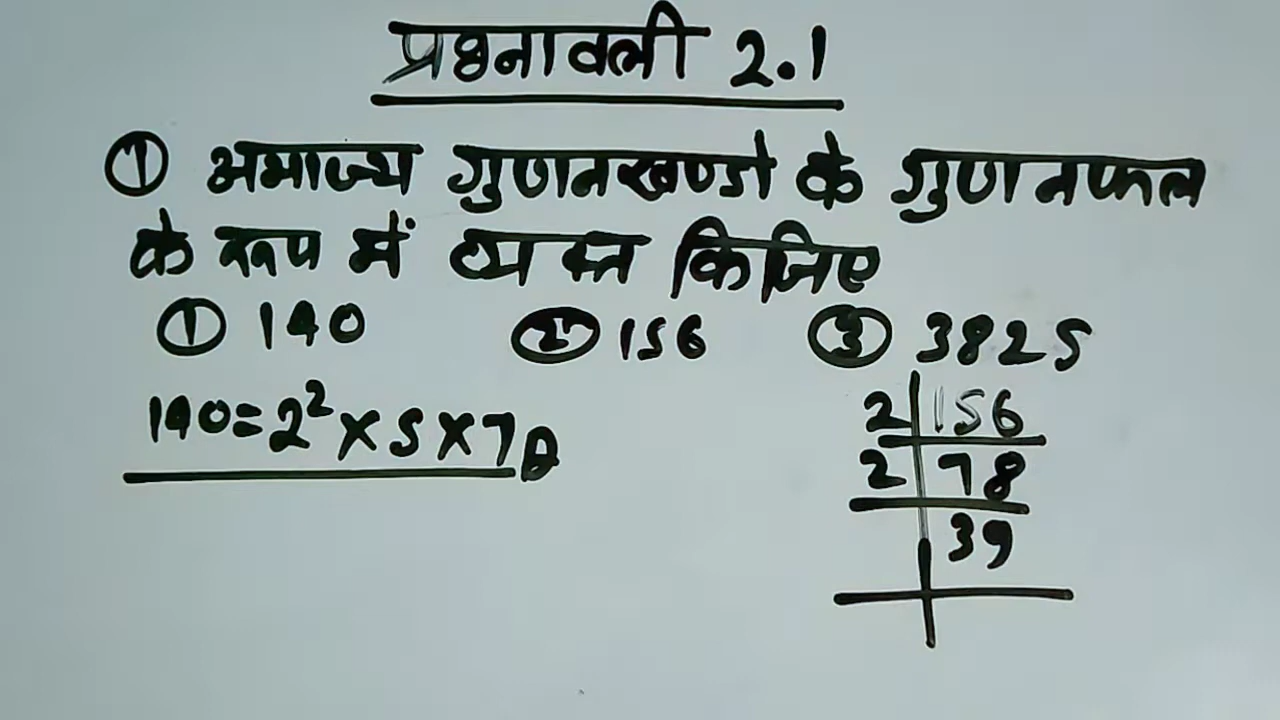 प्रश्नावली 2.1
① अभाज्य गुणनखण्डो के गुणनफल
के रूप में व्यक्त किजिए
① 140 ② 156 ③ 3825
140=2²×5×7
2 156
2 78
39